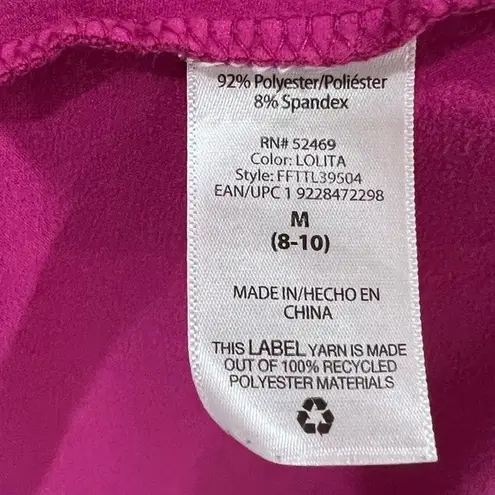 92% Polyester/Poliéster
8% Spandex
RN# 52469
Color: LOLITA
Style: FFTTL39504
EAN/UPC 1 9228472298
M
(8-10)
MADE IN/HECHO EN
CHINA
THIS LABEL YARN IS MADE
OUT OF 100% RECYCLED
POLYESTER MATERIALS